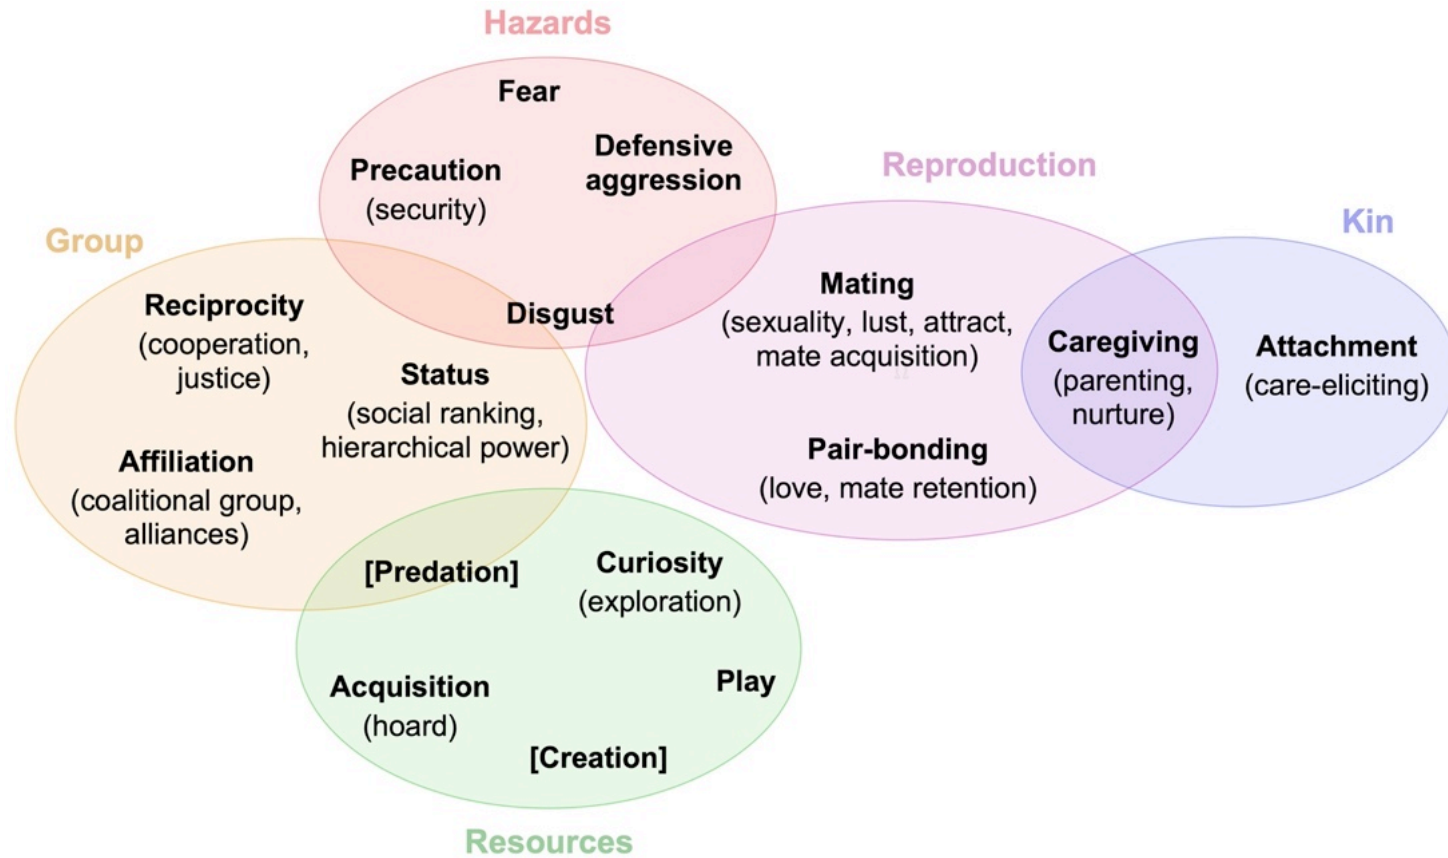 Hazards
Fear
Defensive
aggression
Precaution
(security)
Disgust
Group
Reciprocity
(cooperation,
justice)
Status
(social ranking,
hierarchical power)
Affiliation
(coalitional group,
alliances)
Reproduction
Mating
(sexuality, lust, attract,
mate acquisition)
Pair-bonding
(love, mate retention)
Kin
Caregiving
(parenting,
nurture)
Attachment
(care-eliciting)
[Predation]
Curiosity
(exploration)
Acquisition
(hoard)
Play
[Creation]
Resources